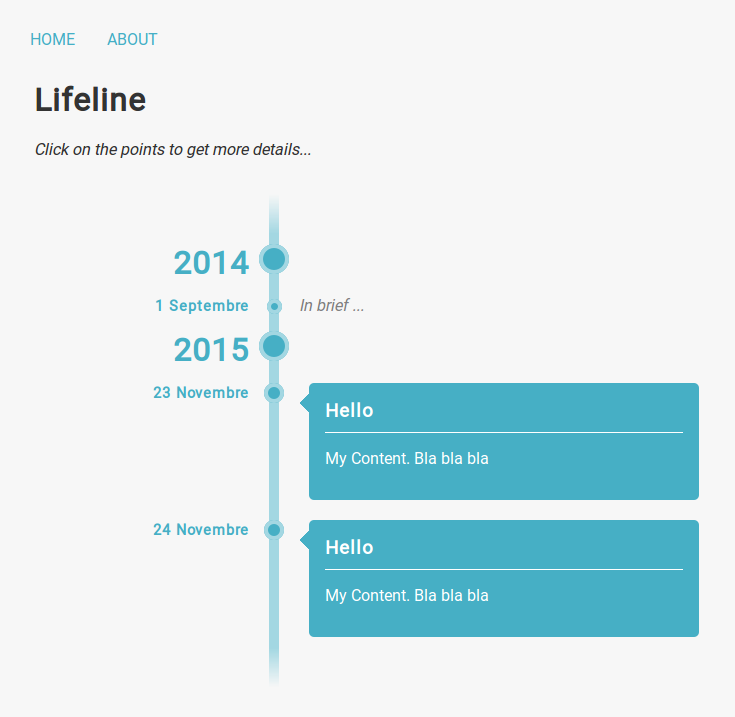 HOME ABOUT
Lifeline
Click on the points to get more details...
2014
1 Septembre In brief ...
2015
23 Novembre
Hello
My Content. Bla bla bla
24 Novembre
Hello
My Content. Bla bla bla